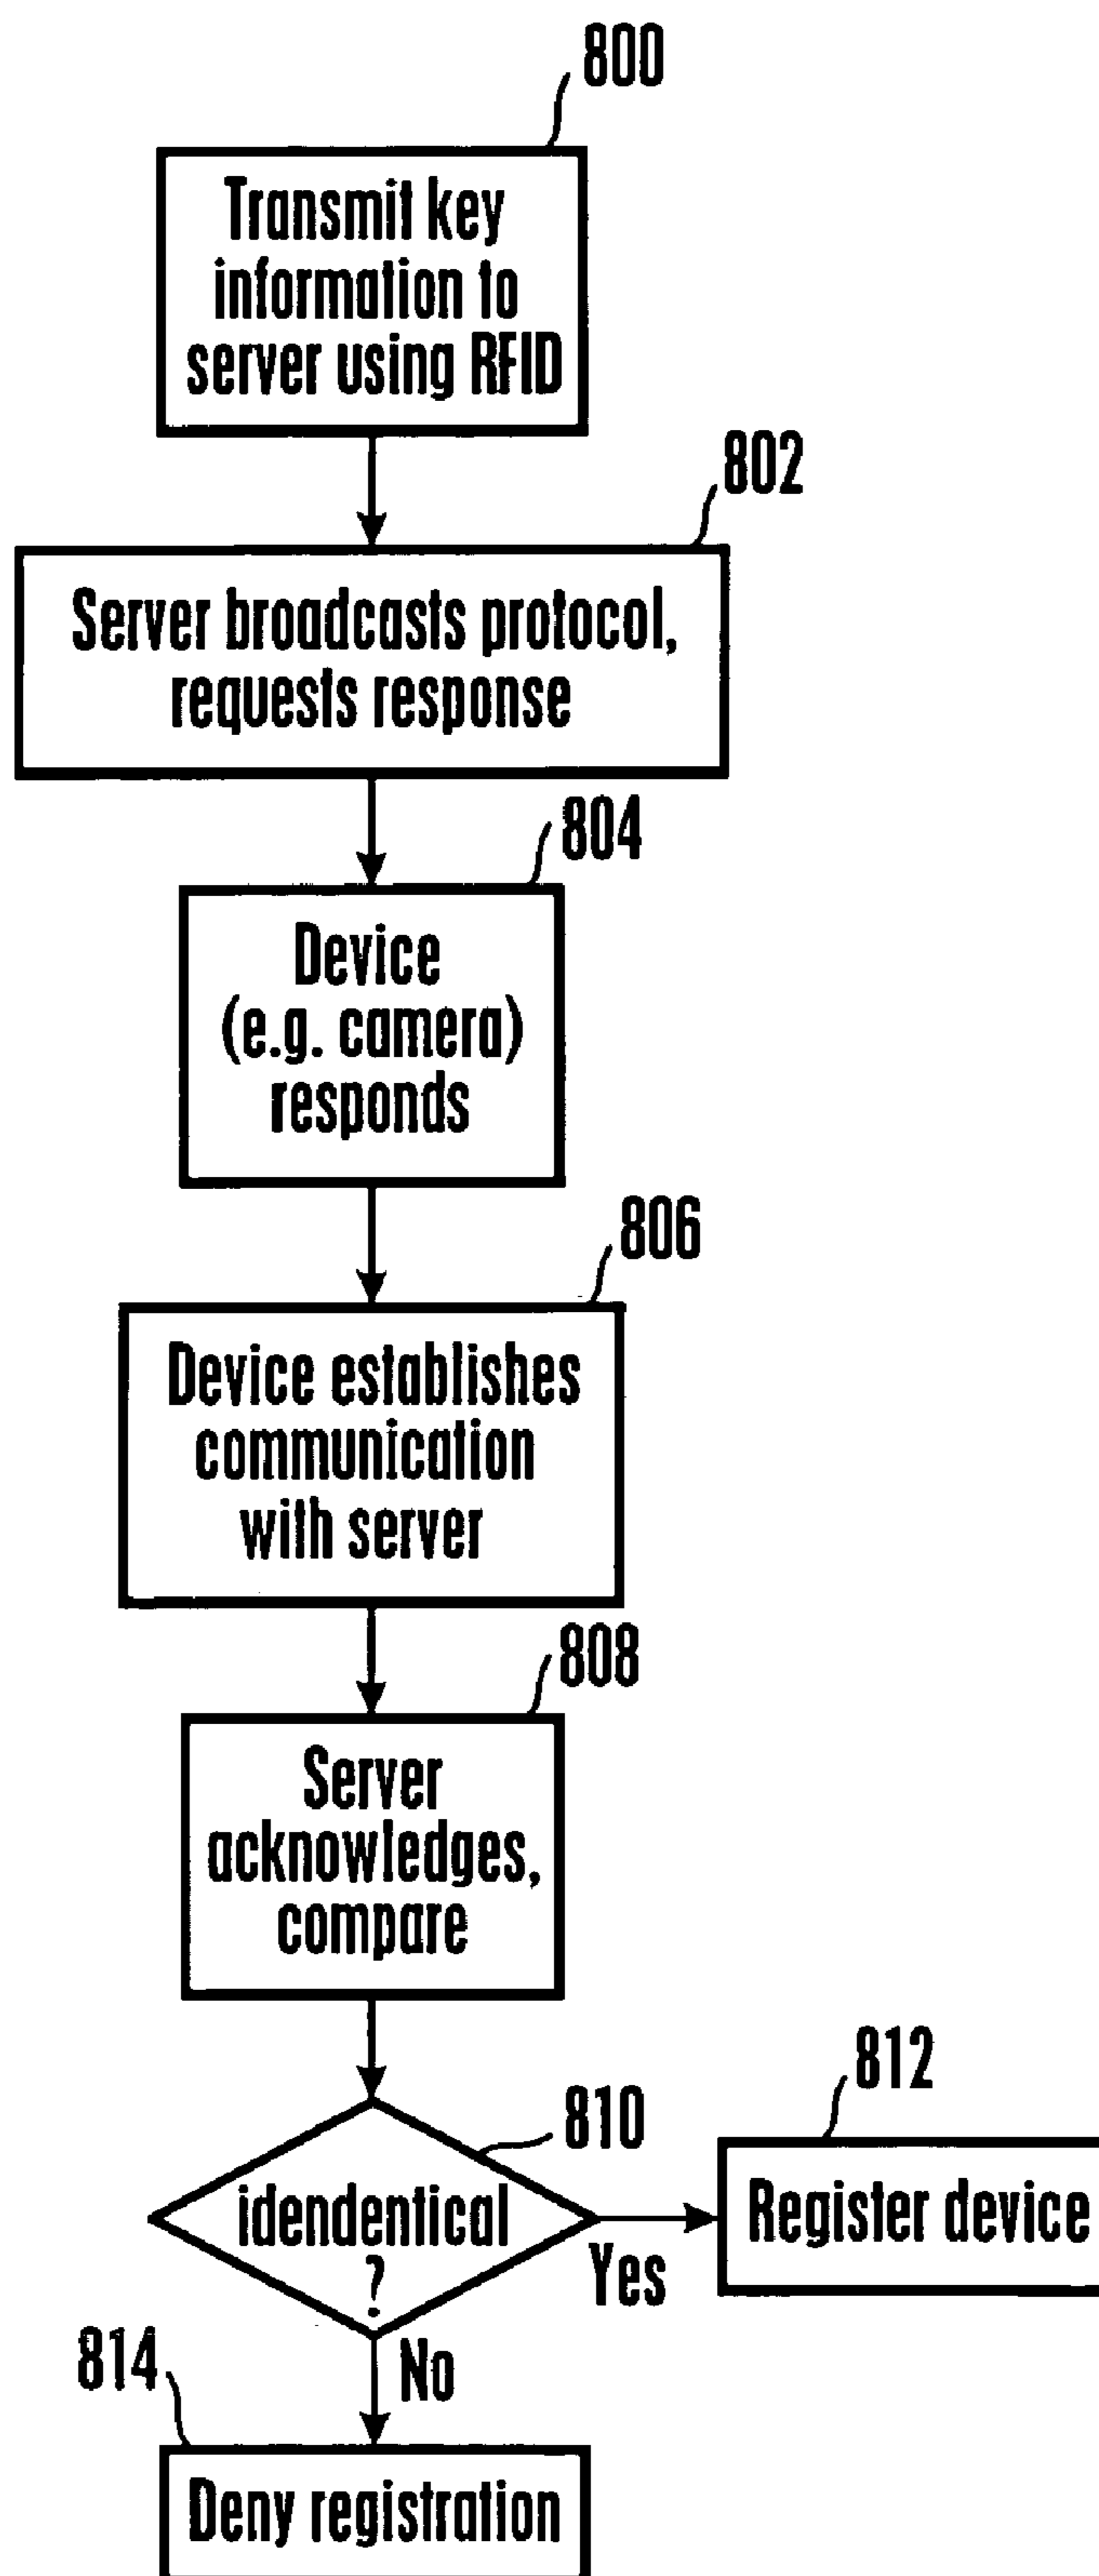 800
Transmit key
information to
server using RFID
802
Server broadcasts protocol,
requests response
804
Device
(e.g. camera)
responds
806
Device establishes
communication
with server
808
Server
acknowledges,
compare
810
idendentical
?
Yes
812
Register device
No
814
Deny registration